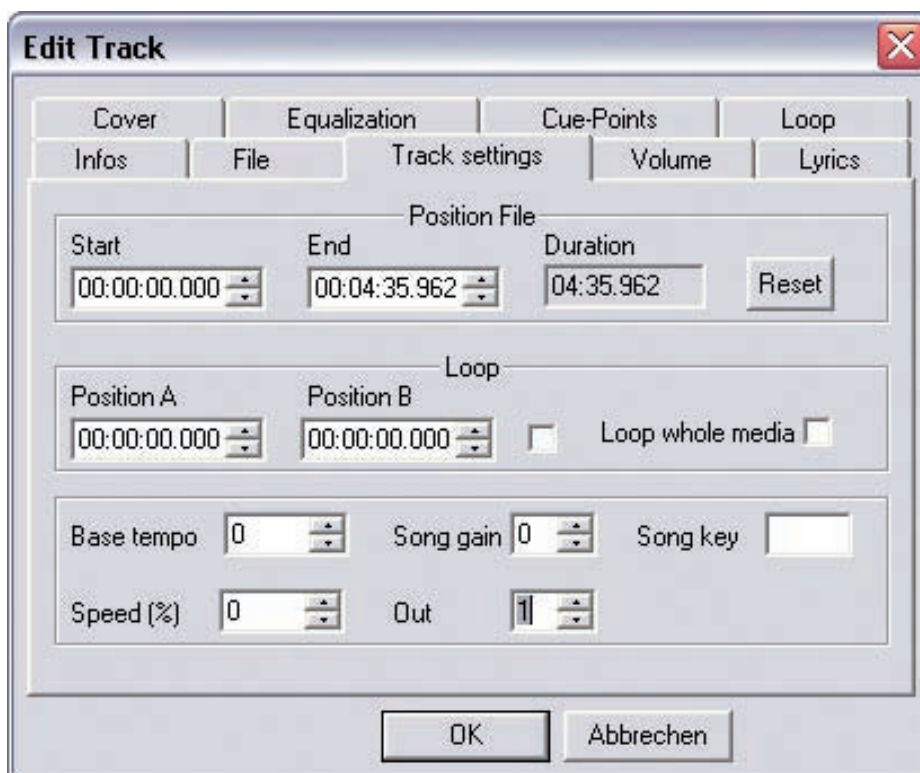 Edit Track
Cover Equalization Cue-Points Loop
Infos File Track settings Volume Lyrics
Position File
Start End Duration
00:00:00.000 00:04:35.962 04:35.962 Reset
Loop
Position A Position B
00:00:00.000 00:00:00.000 Loop whole media
Base tempo 0 Song gain 0 Song key
Speed (%) 0 Out 1
OK Abbrechen